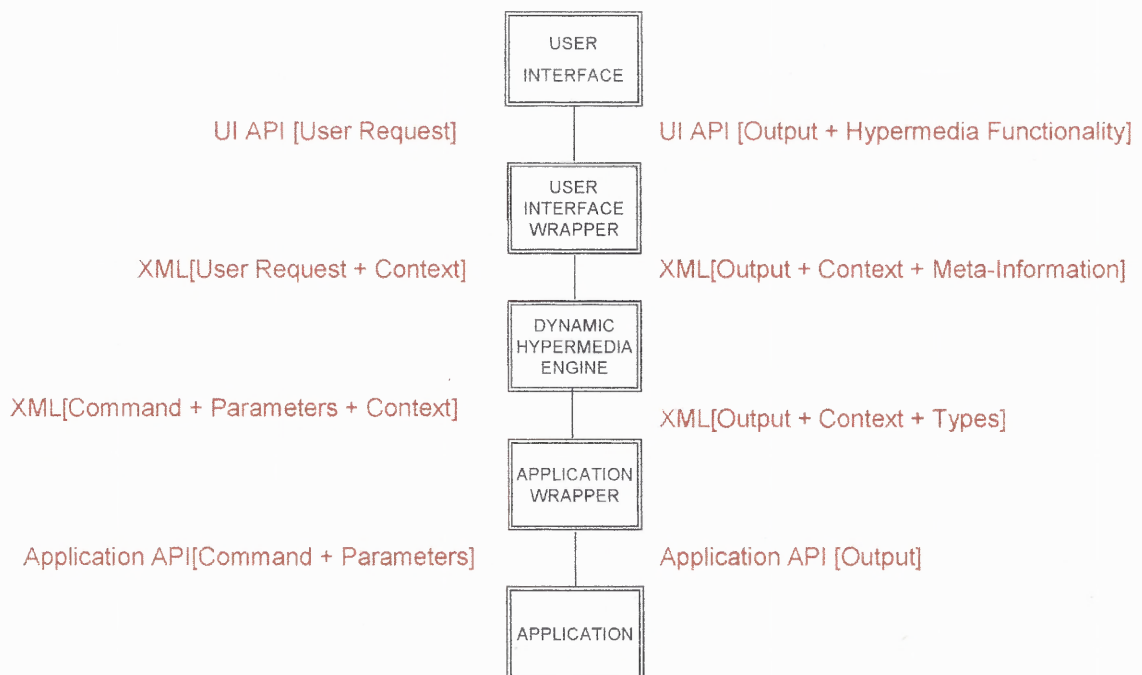 USER
INTERFACE
UI API [User Request]
UI API [Output + Hypermedia Functionality]
USER
INTERFACE
WRAPPER
XML[User Request + Context]
XML[Output + Context + Meta-Information]
DYNAMIC
HYPERMEDIA
ENGINE
XML[Command + Parameters + Context]
XML[Output + Context + Types]
APPLICATION
WRAPPER
Application API[Command + Parameters]
Application API [Output]
APPLICATION